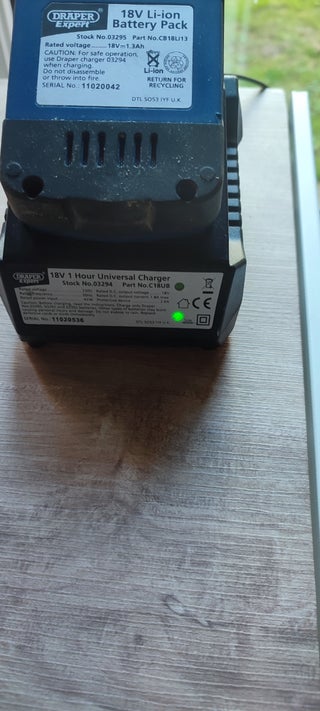 DRAPER
Expert
18V Li-ion
Battery Pack
Stock No.03295 Part No.CB18LI13
Rated voltage.......18V⎓1.3Ah
CAUTION: For safe operation,
use Draper charger 03294
when charging.
Do not disassemble
or throw into fire.
SERIAL No.: 11020042
Li-ion
RETURN FOR
RECYCLING
DTL SO53 1YF U.K.
DRAPER
Expert
18V 1 Hour Universal Charger
Stock No.03294 Part No.C18UB
SERIAL No. 11020536
CE